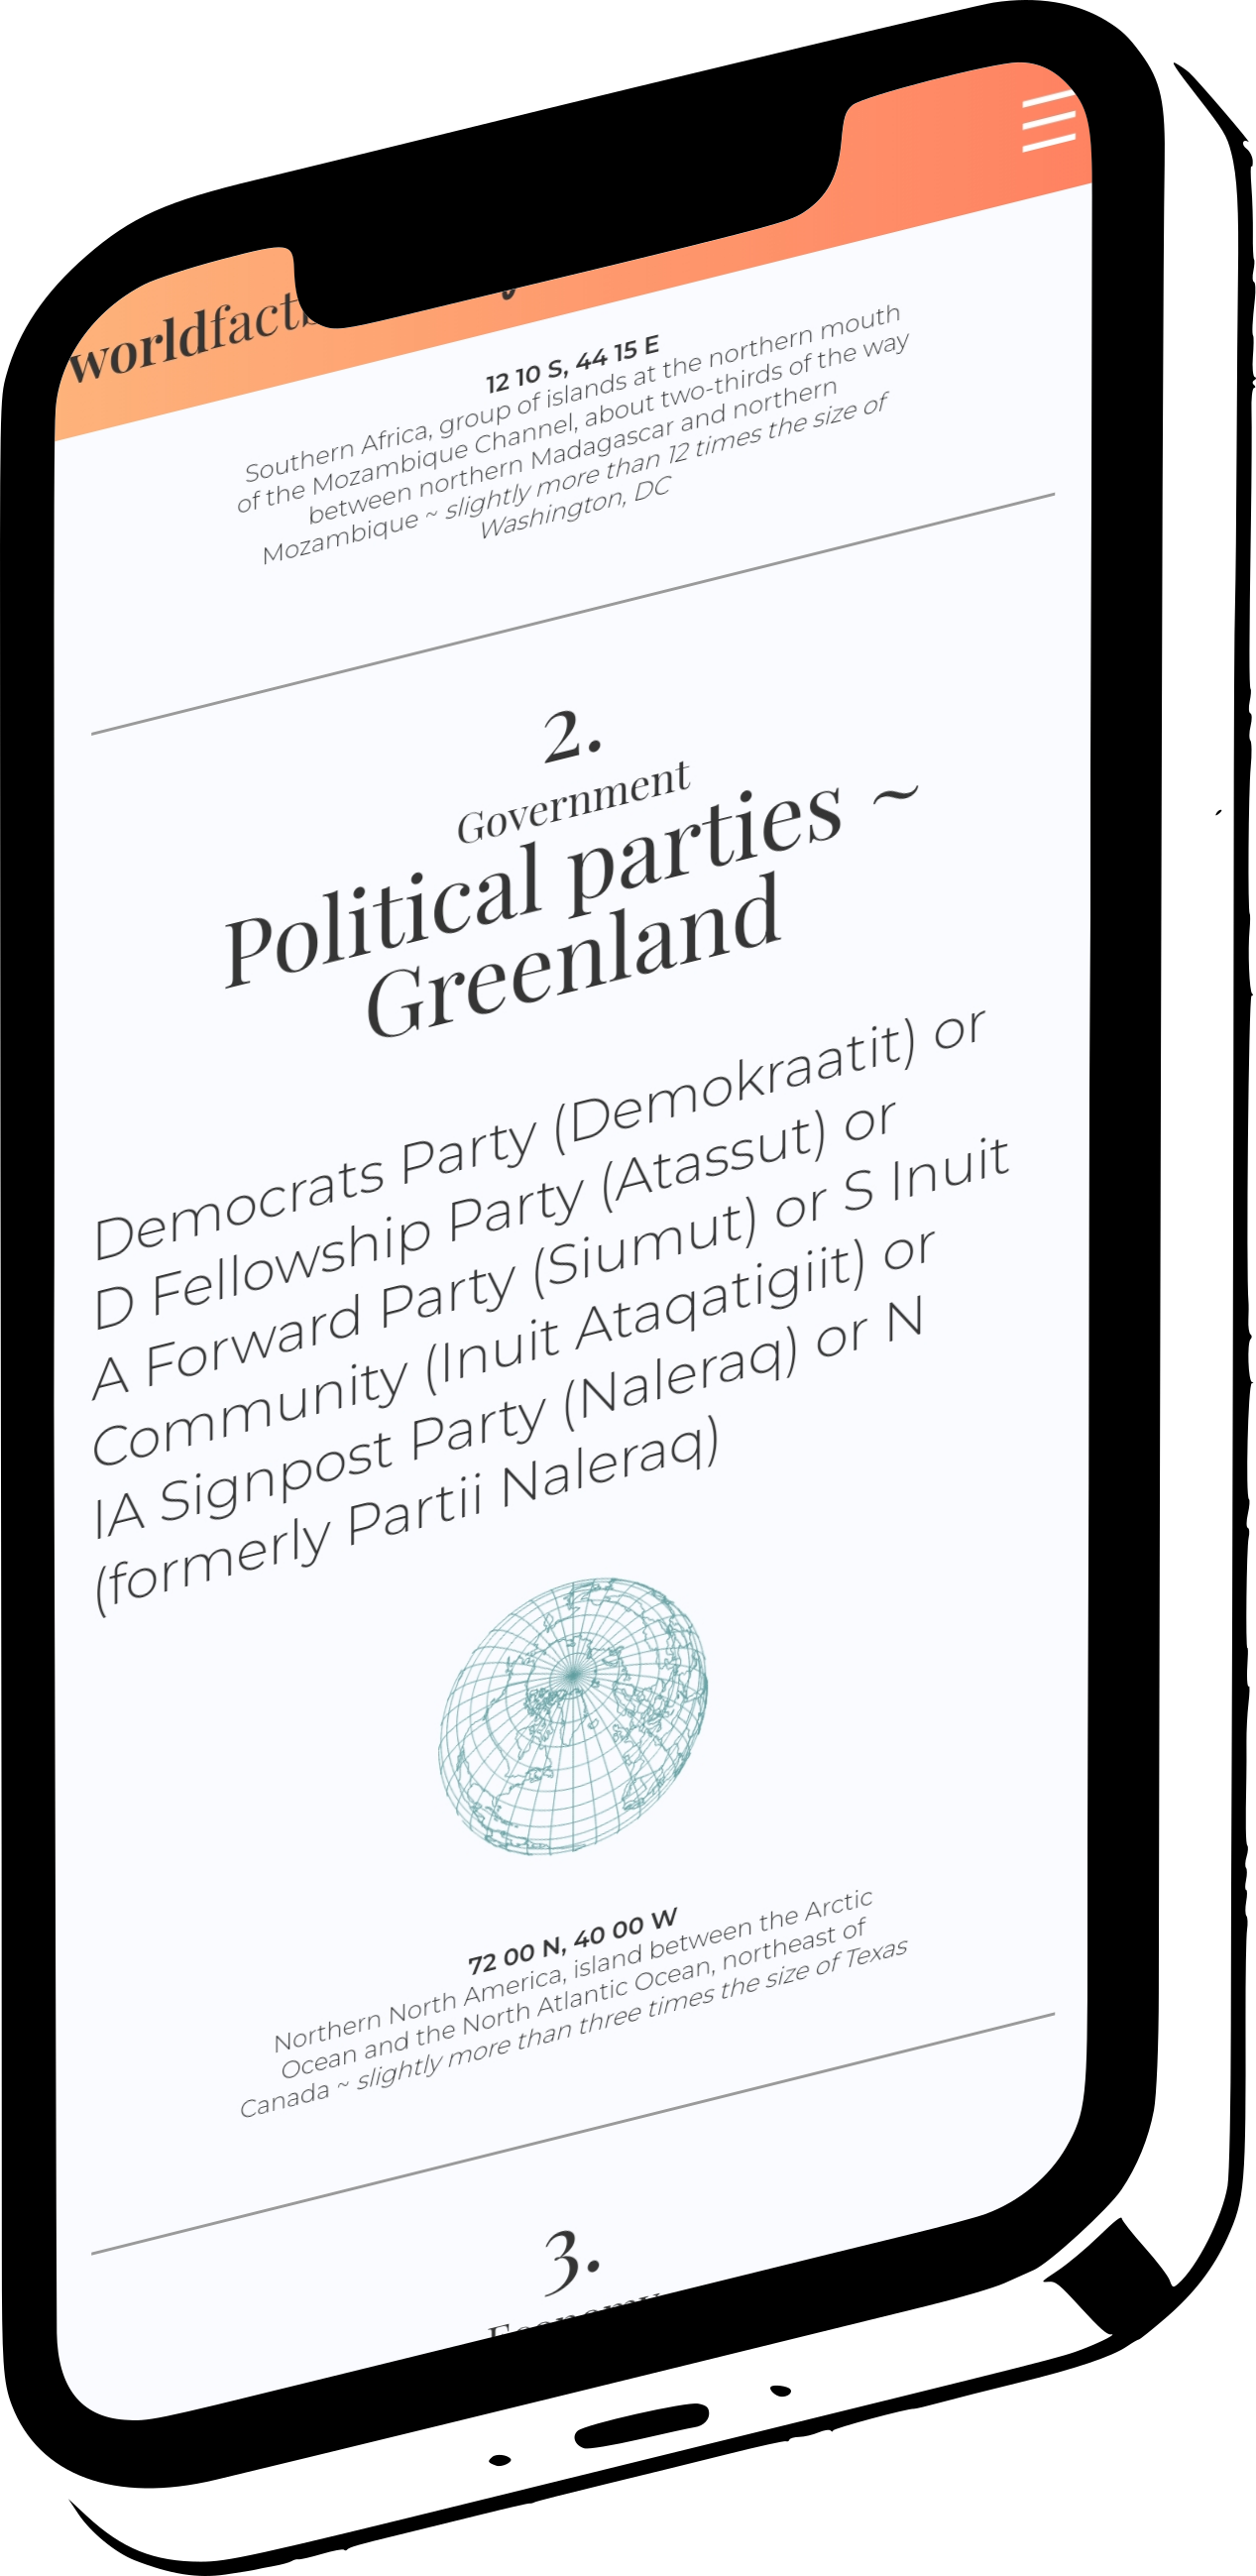 12 10 S, 44 15 E
Southern Africa, group of islands at the northern mouth
of the Mozambique Channel, about two-thirds of the way
between northern Madagascar and northern
Mozambique ~ slightly more than 12 times the size of
Washington, DC
2.
Government
Political parties ~
Greenland
Democrats Party (Demokraatit) or
D Fellowship Party (Atassut) or
A Forward Party (Siumut) or S Inuit
Community (Inuit Ataqatigiit) or
IA Signpost Party (Naleraq) or N
(formerly Partii Naleraq)
72 00 N, 40 00 W
Northern North America, island between the Arctic
Ocean and the North Atlantic Ocean, northeast of
Canada ~ slightly more than three times the size of Texas
3.